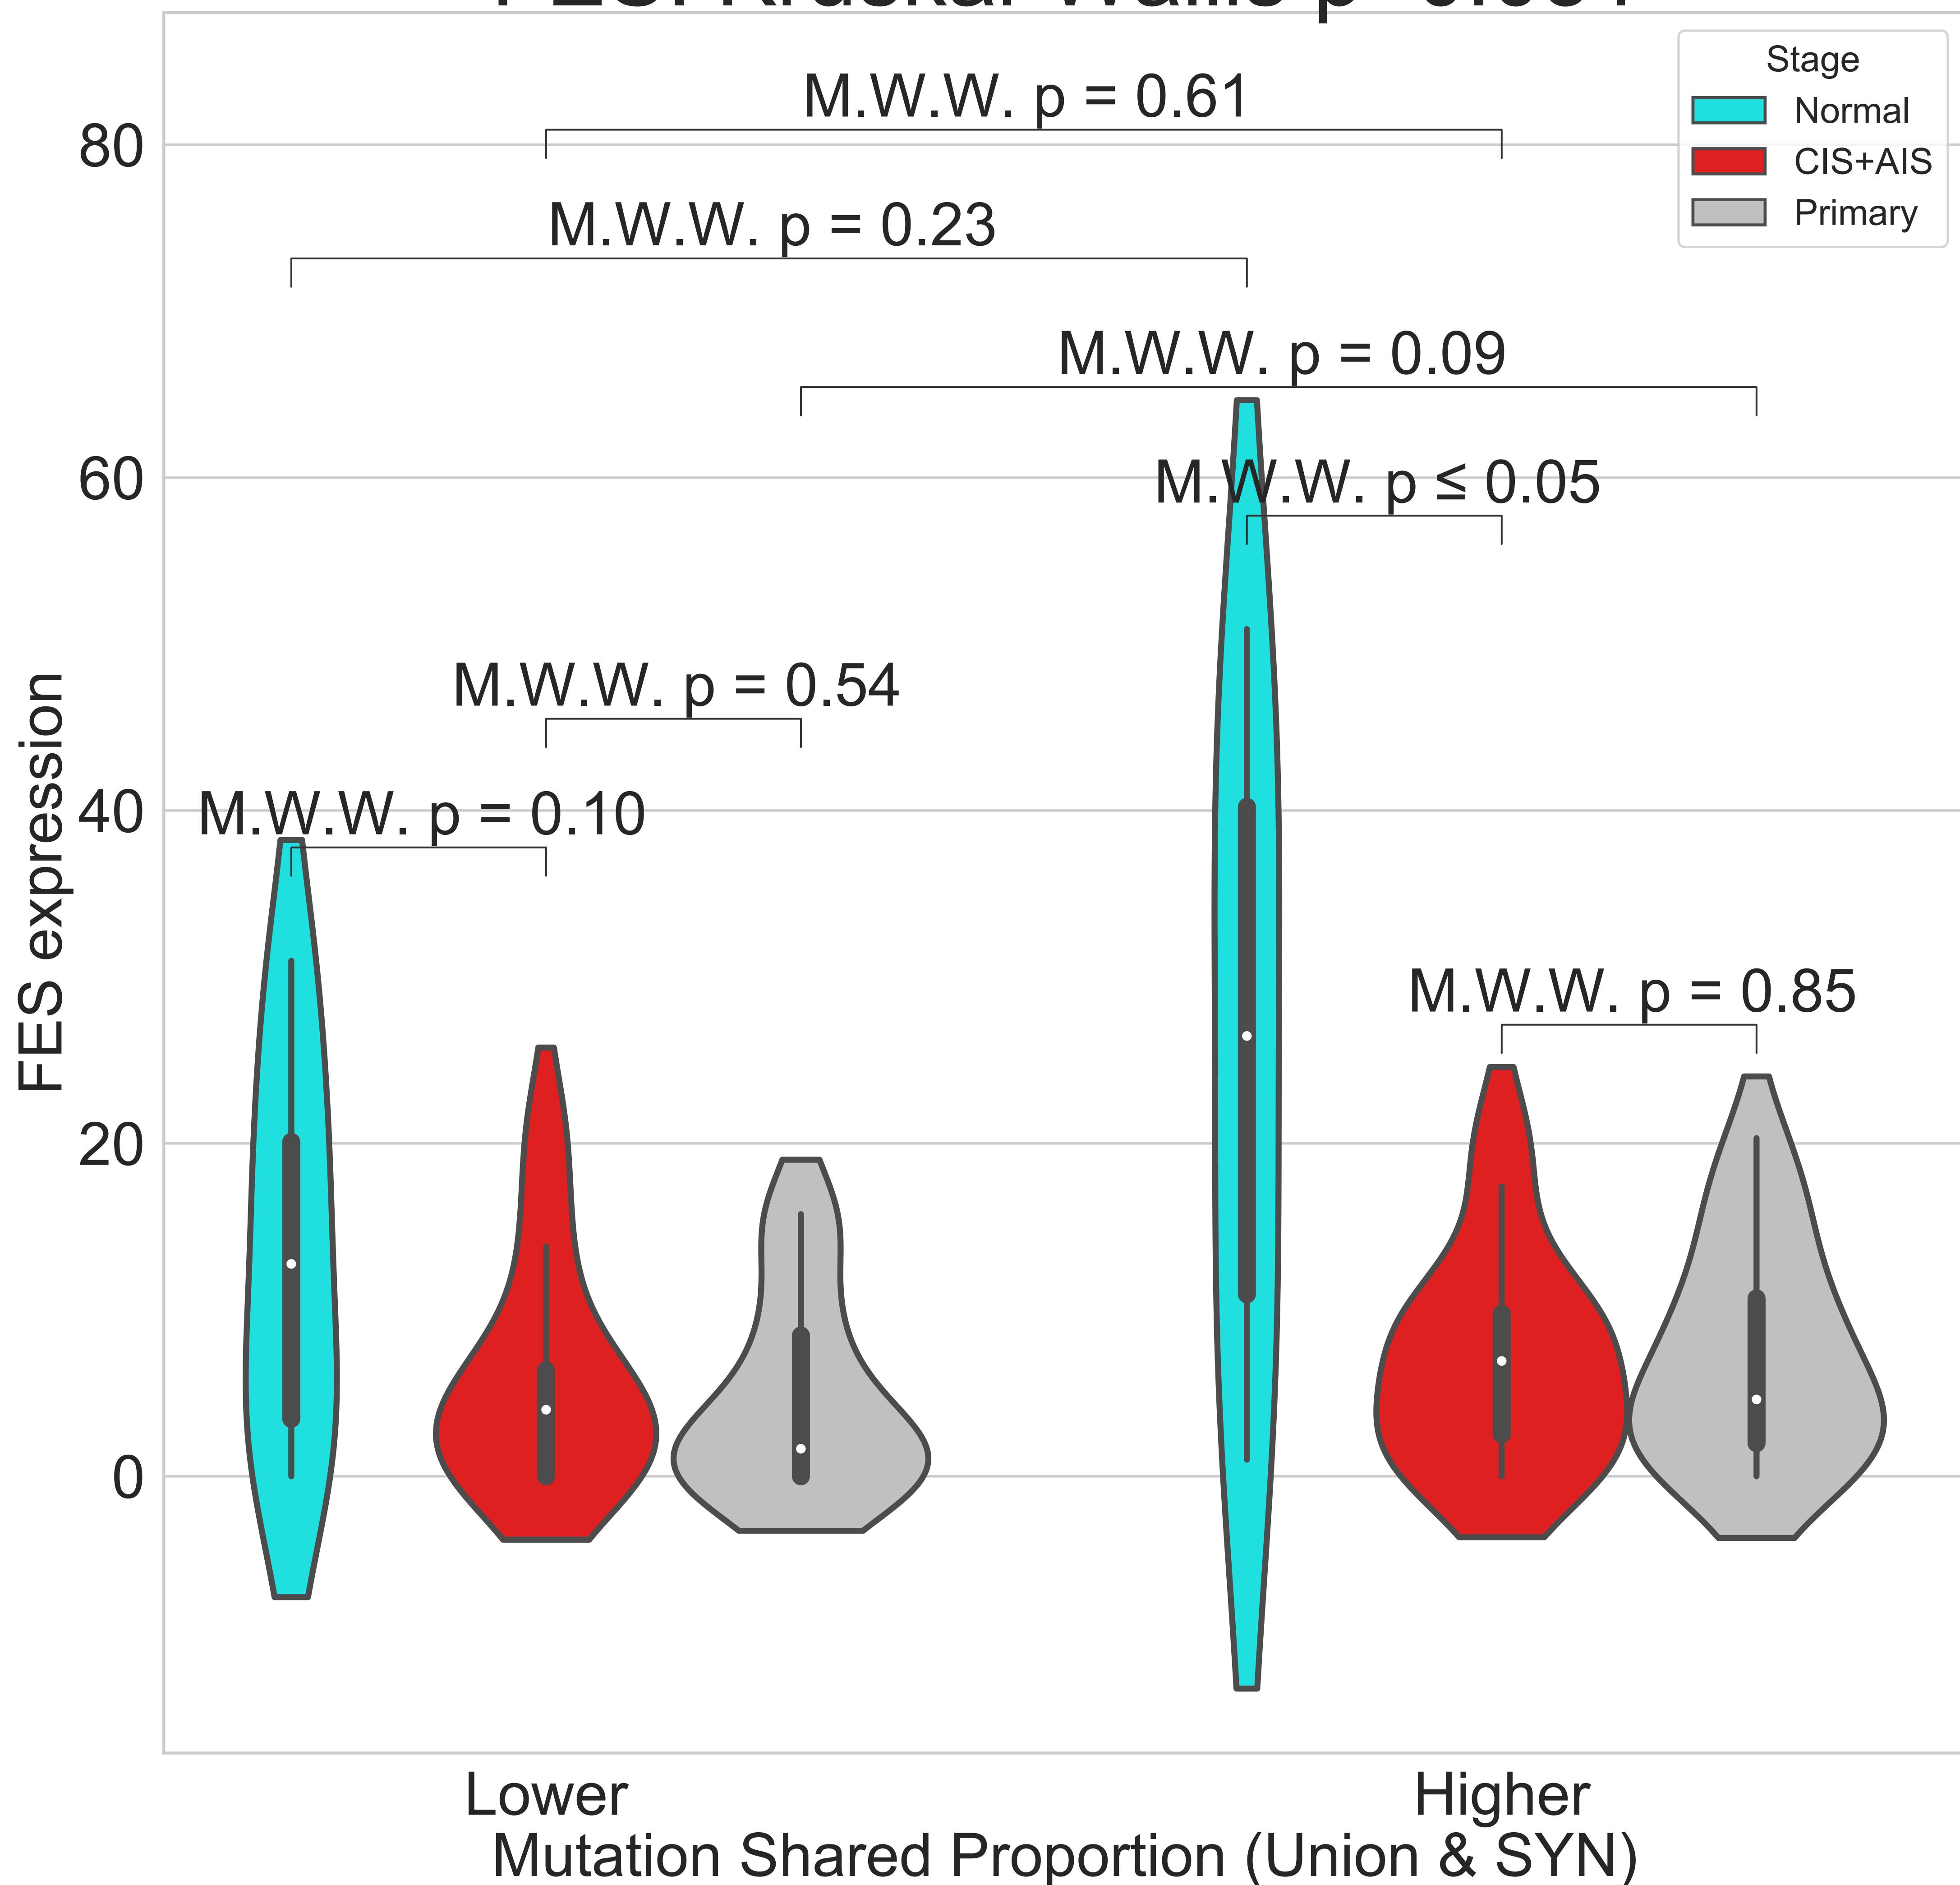 Stage
Normal
CIS+AIS
Primary
M.W.W. p = 0.61
M.W.W. p = 0.23
M.W.W. p = 0.09
M.W.W. p ≤ 0.05
M.W.W. p = 0.54
M.W.W. p = 0.10
M.W.W. p = 0.85
80
60
40
20
0
FES expression
Lower
Higher
Mutation Shared Proportion (Union & SYN)